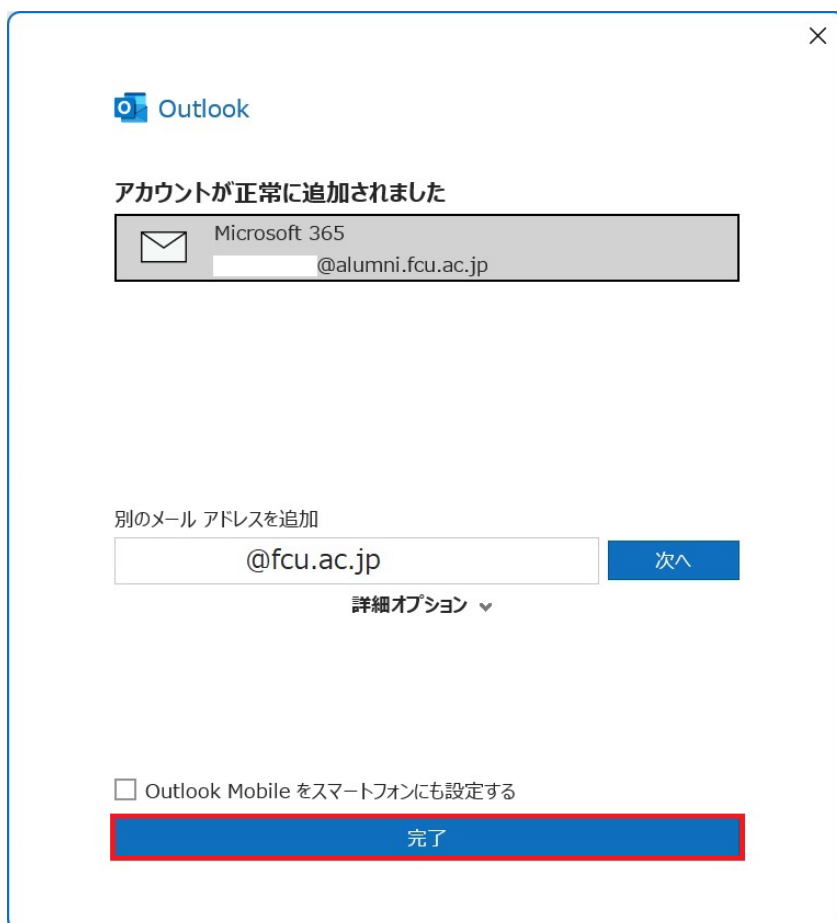 Outlook
アカウントが正常に追加されました
Microsoft 365
@alumni.fcu.ac.jp
別のメール アドレスを追加
@fcu.ac.jp
次へ
詳細オプション
Outlook Mobile をスマートフォンにも設定する
完了